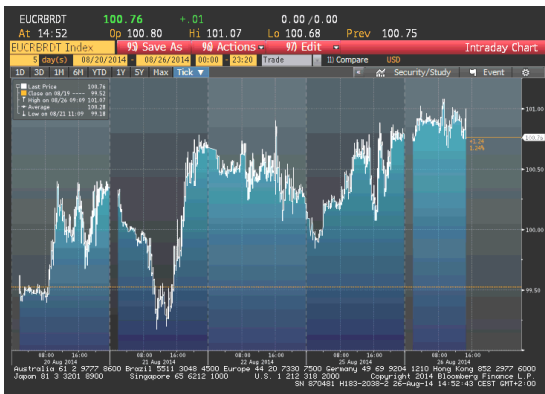 EUCRBRDT 100.76 +.01 0.00/0.00
At 14:52 Op 100.80 Hi 101.07 Lo 100.68 Prev 100.75
EUCRBRDT Index 99) Save As 98) Actions 97) Edit Intraday Chart
5 day(s) 08/20/2014 - 08/26/2014 00:00 - 23:20 Trade 11) Compare USD
1D 3D 1M 6M YTD 1Y 5Y Max Tick ▼ « Security/Study Event
Last Price 100.76
Close on 08/19 ---- 99.52
High on 08/26 09:09 101.07
Average 100.28
Low on 08/21 11:09 99.18
101.00
100.76
+1.24
1.24%
100.50
100.00
99.50
08:00 16:00 08:00 16:00 08:00 16:00 08:00 16:00 08:00 16:00
20 Aug 2014 21 Aug 2014 22 Aug 2014 25 Aug 2014 26 Aug 2014
Australia 61 2 9777 8600 Brazil 5511 3048 4500 Europe 44 20 7330 7500 Germany 49 69 9204 1210 Hong Kong 852 2977 6000
Japan 81 3 3201 8900 Singapore 65 6212 1000 U.S. 1 212 318 2000 Copyright 2014 Bloomberg Finance L.P.
SN 870481 H183-2038-2 26-Aug-14 14:52:43 CEST GMT+2:00